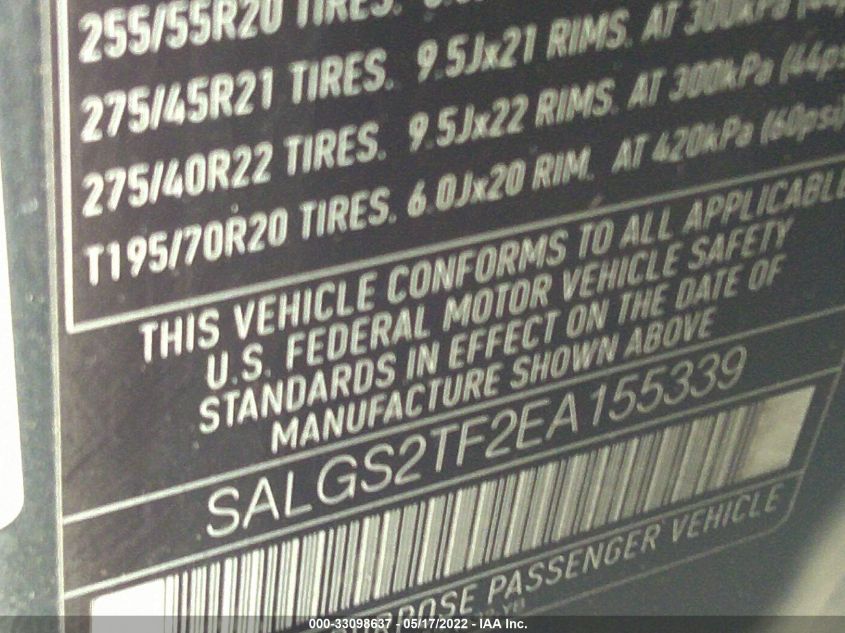 255/55R20 TIRES.
275/45R21 TIRES. 9.5Jx21 RIMS. AT 300kPa
275/40R22 TIRES. 9.5Jx22 RIMS. AT 300kPa (44psi
T195/70R20 TIRES. 6.0Jx20 RIM. AT 420kPa (60psi)
THIS VEHICLE CONFORMS TO ALL APPLICABLE
U.S. FEDERAL MOTOR VEHICLE SAFETY
STANDARDS IN EFFECT ON THE DATE OF
MANUFACTURE SHOWN ABOVE
SALGS2TF2EA155339
PURPOSE PASSENGER VEHICLE
000-33098637 - 05/17/2022 - IAA Inc.